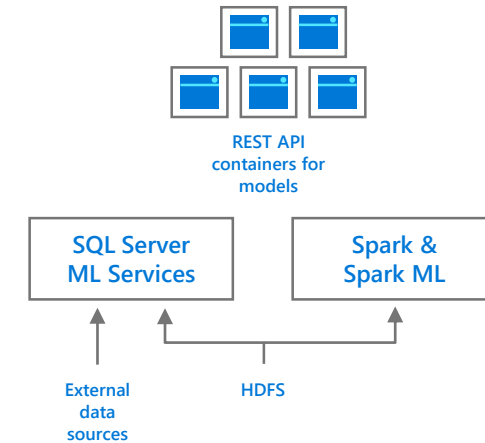 REST API
containers for
models
SQL Server
ML Services
Spark &
Spark ML
External
data
sources
HDFS